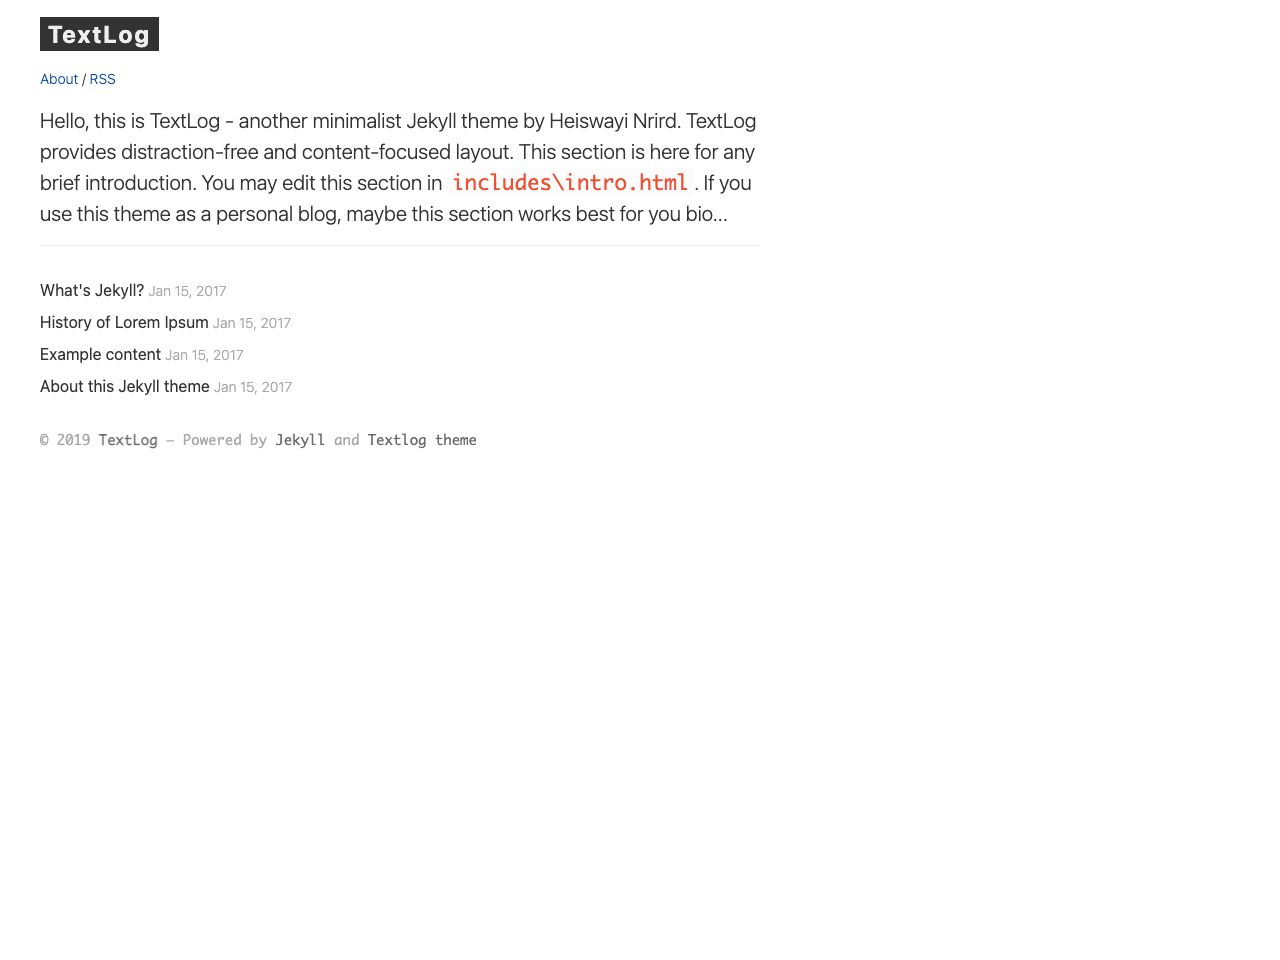 TextLog
About / RSS
Hello, this is TextLog - another minimalist Jekyll theme by Heiswayi Nrird. TextLog
provides distraction-free and content-focused layout. This section is here for any
brief introduction. You may edit this section in includes\intro.html . If you
use this theme as a personal blog, maybe this section works best for you bio...
What's Jekyll? Jan 15, 2017
History of Lorem Ipsum Jan 15, 2017
Example content Jan 15, 2017
About this Jekyll theme Jan 15, 2017
© 2019 TextLog — Powered by Jekyll and Textlog theme